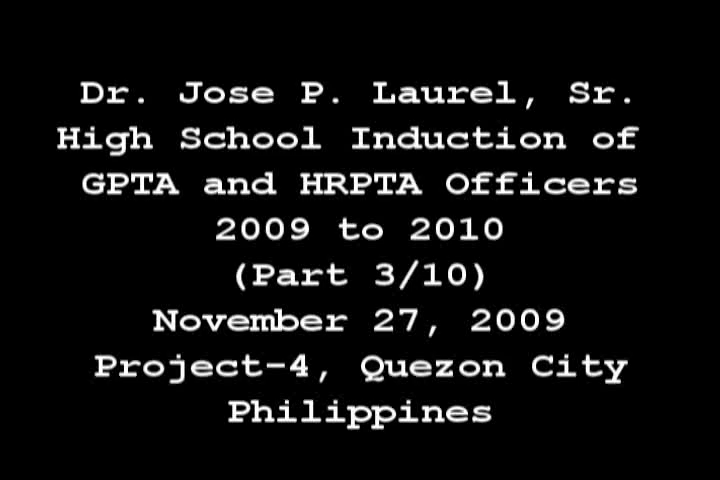 Dr. Jose P. Laurel, Sr.
High School Induction of
GPTA and HRPTA Officers
2009 to 2010
(Part 3/10)
November 27, 2009
Project-4, Quezon City
Philippines